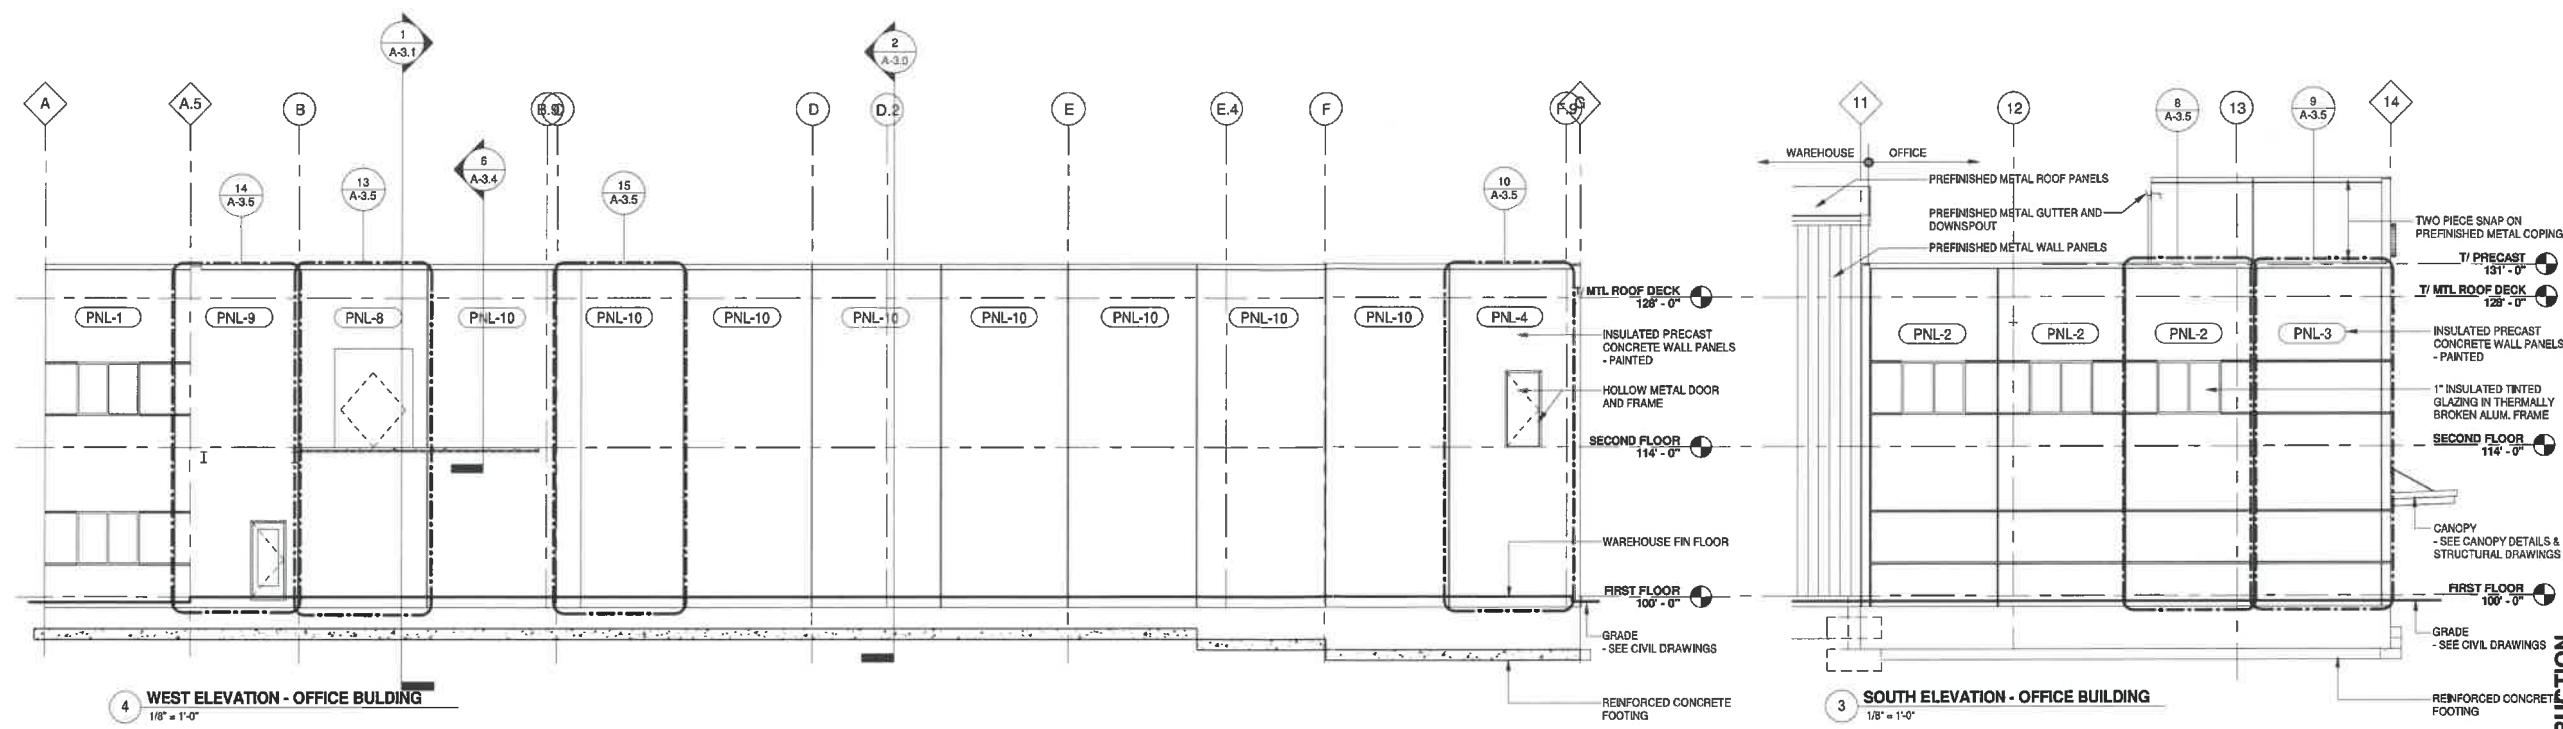 1
A-3.1
2
A-3.0
A
A.5
B
B.9
C
D
D.2
E
E.4
F
F.9
G
6
A-3.4
14
A-3.5
13
A-3.5
15
A-3.5
10
A-3.5
PNL-1
PNL-9
PNL-8
PNL-10
PNL-10
PNL-10
PNL-10
PNL-10
PNL-10
PNL-10
PNL-10
PNL-4
T/ MTL ROOF DECK
128' - 0"
INSULATED PRECAST
CONCRETE WALL PANELS
- PAINTED
HOLLOW METAL DOOR
AND FRAME
SECOND FLOOR
114' - 0"
I
WAREHOUSE FIN FLOOR
FIRST FLOOR
100' - 0"
GRADE
- SEE CIVIL DRAWINGS
REINFORCED CONCRETE
FOOTING
4
WEST ELEVATION - OFFICE BUILDING
1/8" = 1'-0"
11
12
8
A-3.5
13
9
A-3.5
14
WAREHOUSE
OFFICE
PREFINISHED METAL ROOF PANELS
PREFINISHED METAL GUTTER AND
DOWNSPOUT
PREFINISHED METAL WALL PANELS
TWO PIECE SNAP ON
PREFINISHED METAL COPING
T/ PRECAST
131' - 0"
T/ MTL ROOF DECK
128' - 0"
PNL-2
PNL-2
PNL-2
PNL-3
INSULATED PRECAST
CONCRETE WALL PANELS
- PAINTED
1" INSULATED TINTED
GLAZING IN THERMALLY
BROKEN ALUM. FRAME
SECOND FLOOR
114' - 0"
CANOPY
- SEE CANOPY DETAILS &
STRUCTURAL DRAWINGS
FIRST FLOOR
100' - 0"
GRADE
- SEE CIVIL DRAWINGS
REINFORCED CONCRETE
FOOTING
3
SOUTH ELEVATION - OFFICE BUILDING
1/8" = 1'-0"